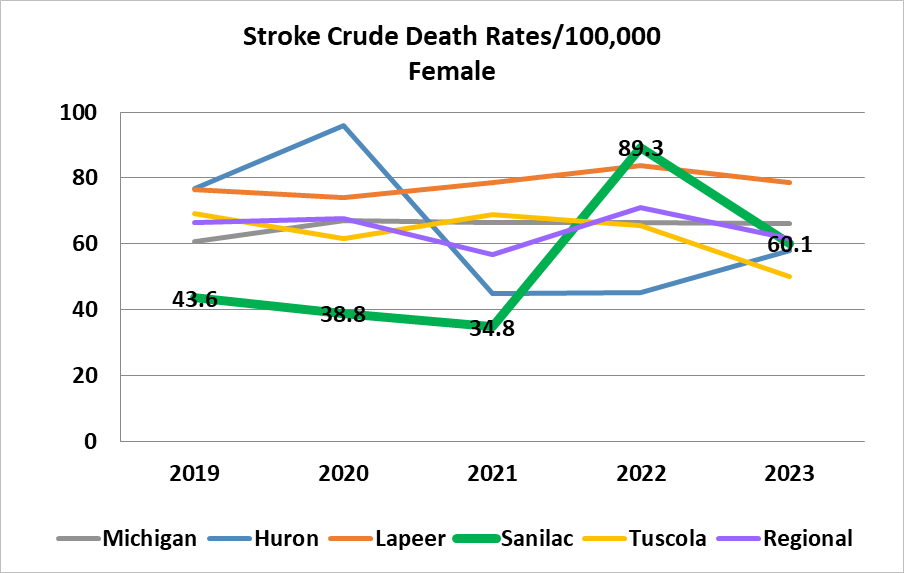 Stroke Crude Death Rates/100,000
Female
100
80
60
40
20
0
43.6
38.8
34.8
89.3
60.1
2019 2020 2021 2022 2023
Michigan Huron Lapeer Sanilac Tuscola Regional